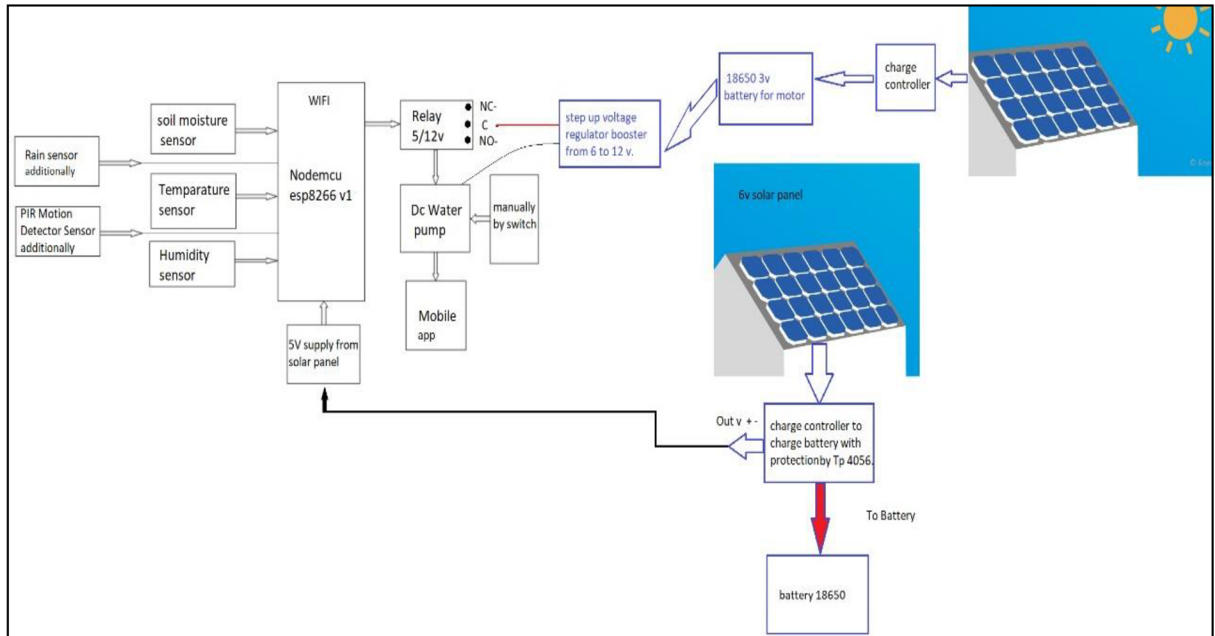 WIFI
Nodemcu
esp8266 v1
soil moisture
sensor
Rain sensor
additionally
Temparature
sensor
PIR Motion
Detector Sensor
additionally
Humidity
sensor
5V supply from
solar panel
Relay
5/12v
NC-
C
NO-
Dc Water
pump
manually
by switch
Mobile
app
step up voltage
regulator booster
from 6 to 12 v.
18650 3v
battery for motor
charge
controller
6v solar panel
Out v + -
charge controller to
charge battery with
protectionby Tp 4056.
To Battery
battery 18650